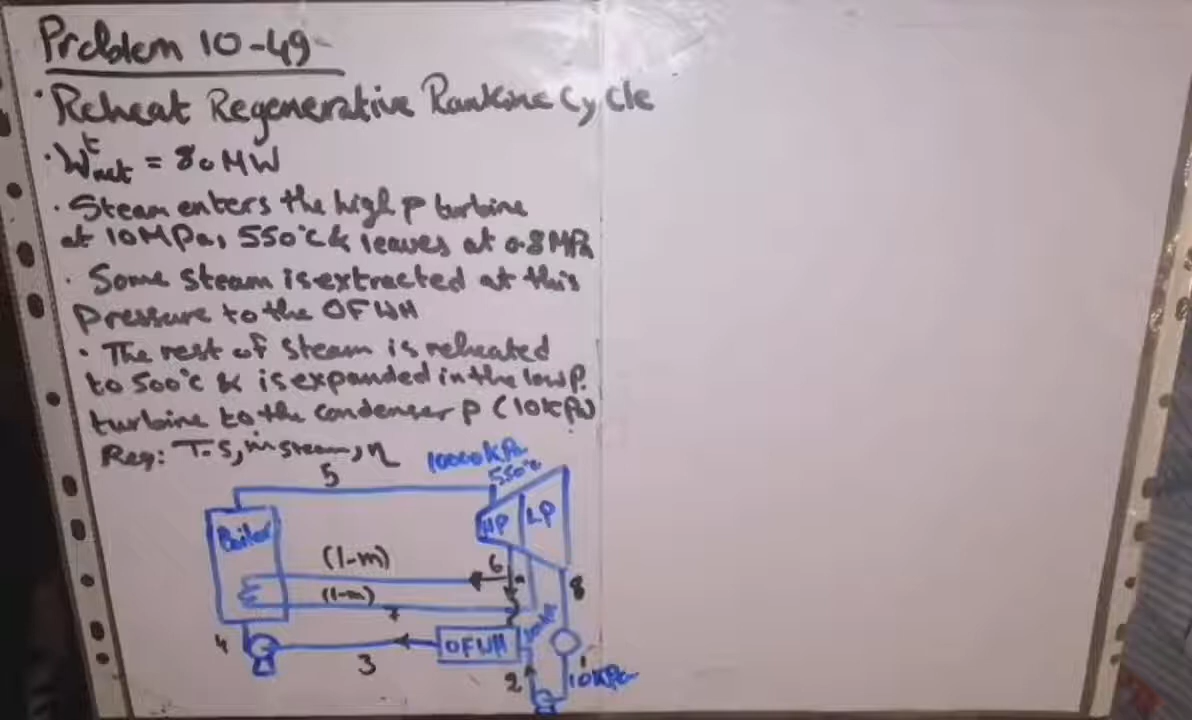 Problem 10-49
· Reheat Regenerative Rankine Cycle
· Ẇnet = 80 MW
· Steam enters the high p turbine
at 10MPa, 550°C & leaves at 0.8MPa
· Some steam is extracted at this
Pressure to the OFWH
· The rest of steam is reheated
to 500°C & is expanded in the low P.
turbine to the condenser p (10kPa)
Req: T-S, ṁ steam, η
10000kPa
550°C
5
Boiler
HP
LP
(1-m)
6
8
(1-m)
7
4
OFWH
3
1
2
10kPa